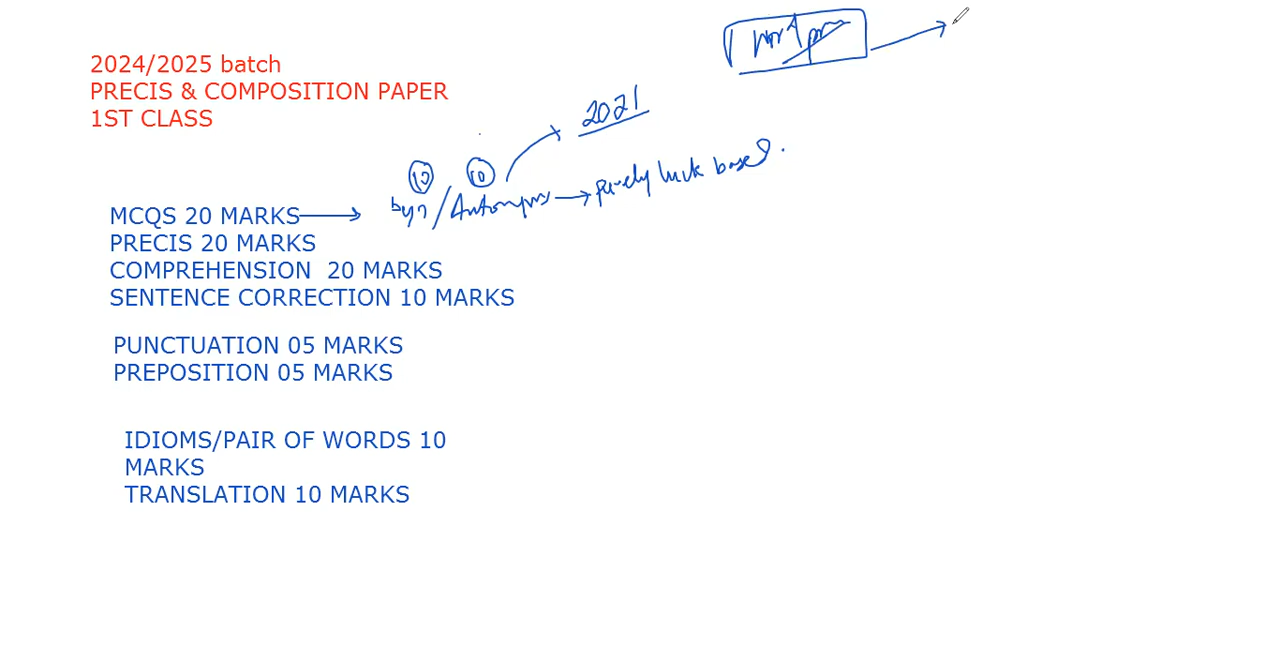 2024/2025 batch
PRECIS & COMPOSITION PAPER
1ST CLASS
2021
10 10
Syn/Antonyms → purely luck based.
MCQS 20 MARKS
PRECIS 20 MARKS
COMPREHENSION 20 MARKS
SENTENCE CORRECTION 10 MARKS
PUNCTUATION 05 MARKS
PREPOSITION 05 MARKS
IDIOMS/PAIR OF WORDS 10
MARKS
TRANSLATION 10 MARKS